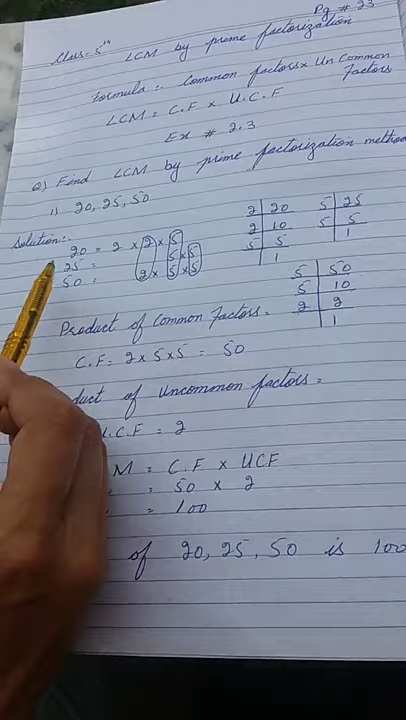 Pg # 23
Class: 5th LCM by prime factorization
Formula:- Common factors x Un Common
factors
LCM = C.F x U.C.F
Ex # 2.3
Q) Find LCM by prime factorization method
i) 20, 25, 50
Solution:-
20 = 2 x 2 x 5
25 = 5 x 5
50 = 2 x 5 x 5
2 | 20
2 | 10
5 | 5
1
5 | 25
5 | 5
1
5 | 50
5 | 10
2 | 2
1
Product of Common Factors.
C.F = 2 x 5 x 5 = 50
duct of Uncommon factors =
.C.F = 2
M = C.F x UCF
= 50 x 2
= 100
of 20, 25, 50 is 100